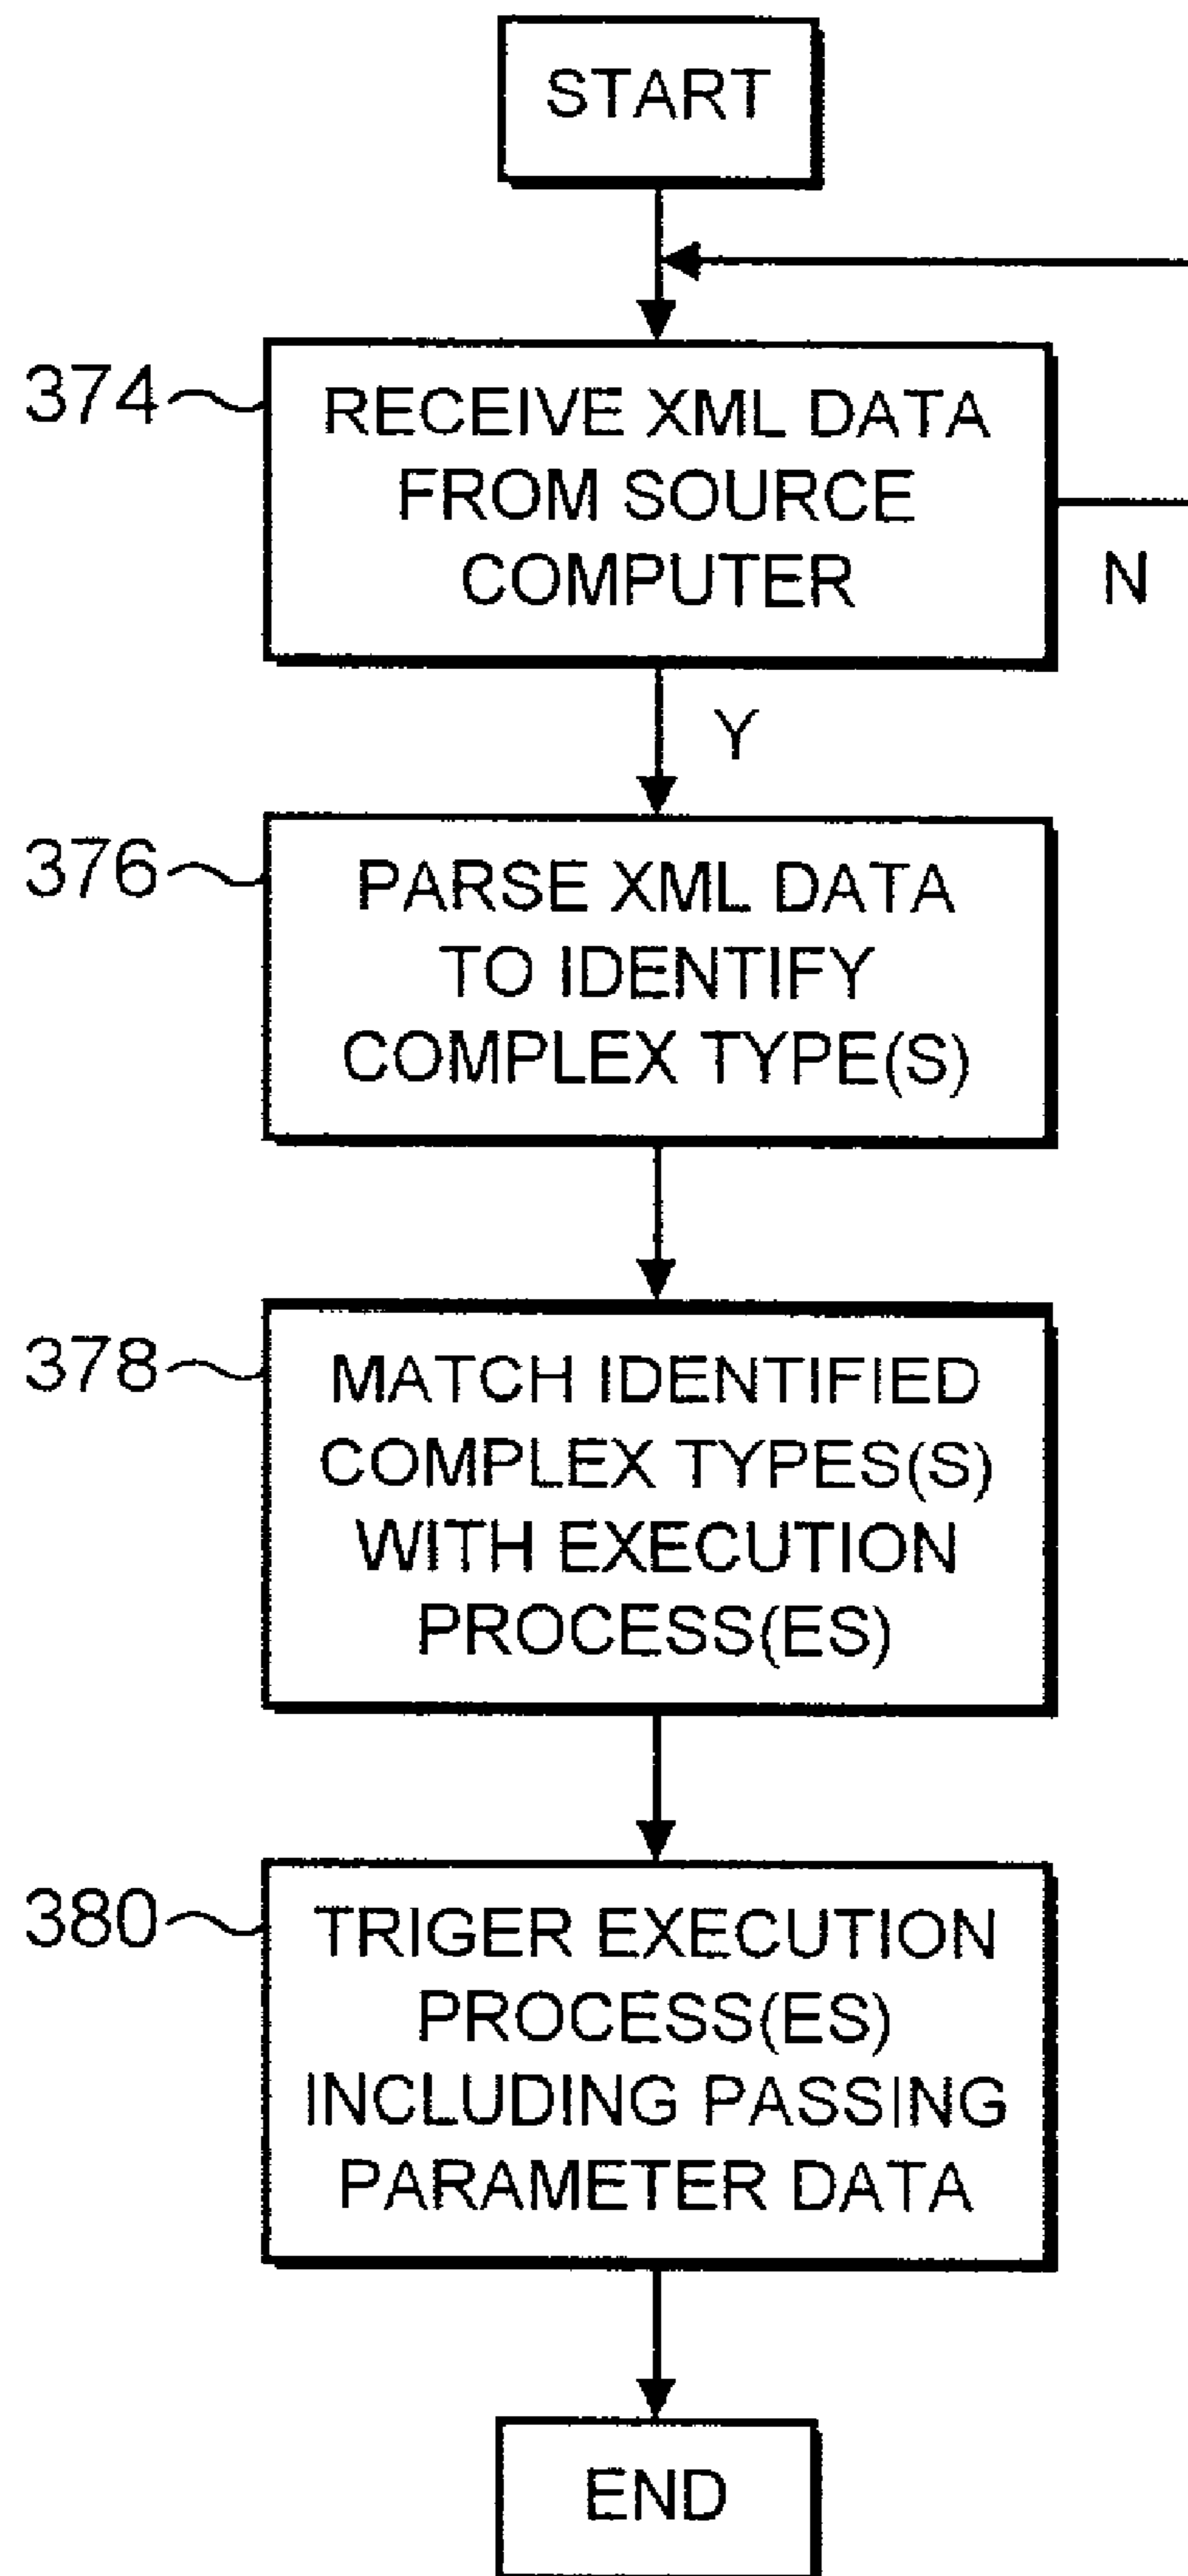 START
374
RECEIVE XML DATA
FROM SOURCE
COMPUTER
N
Y
376
PARSE XML DATA
TO IDENTIFY
COMPLEX TYPE(S)
378
MATCH IDENTIFIED
COMPLEX TYPES(S)
WITH EXECUTION
PROCESS(ES)
380
TRIGER EXECUTION
PROCESS(ES)
INCLUDING PASSING
PARAMETER DATA
END